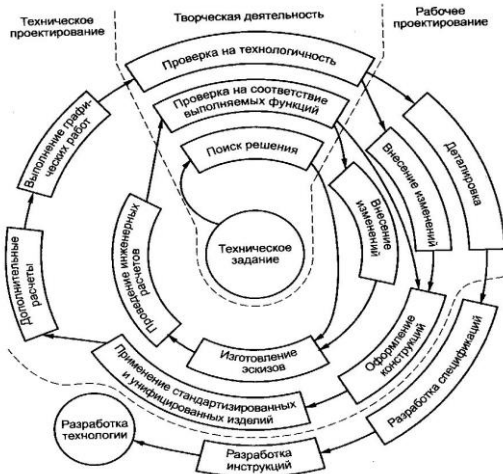 Техническое
проектирование
Творческая деятельность
Рабочее
проектирование
Проверка на технологичность
Проверка на соответствие
выполняемых функций
Поиск решения
Выполнение графи-
ческих работ
Внесение изменений
Деталировка
Внесение
изменений
Техническое
задание
Проведение инженерных
расчетов
Дополнительные
расчеты
Изготовление
эскизов
Оформление
конструкций
Применение стандартизированных
и унифицированных изделий
Разработка спецификаций
Разработка
технологии
Разработка
инструкций